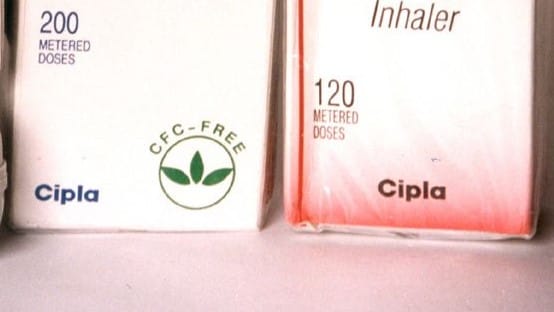 200
METERED
DOSES
CFC-FREE
Cipla
Inhaler
120
METERED
DOSES
Cipla